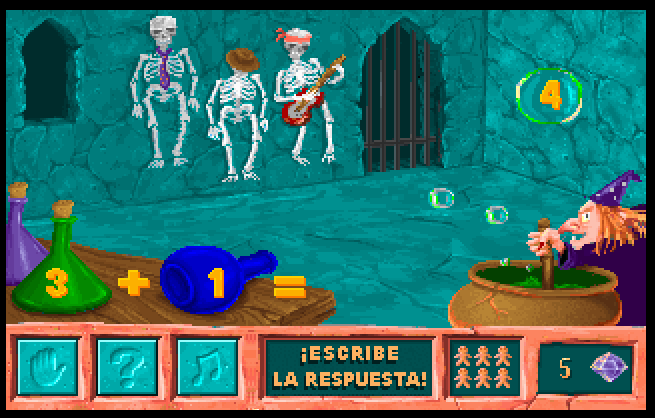 4
3 + 1 =
¡ESCRIBE
LA RESPUESTA!
?
5